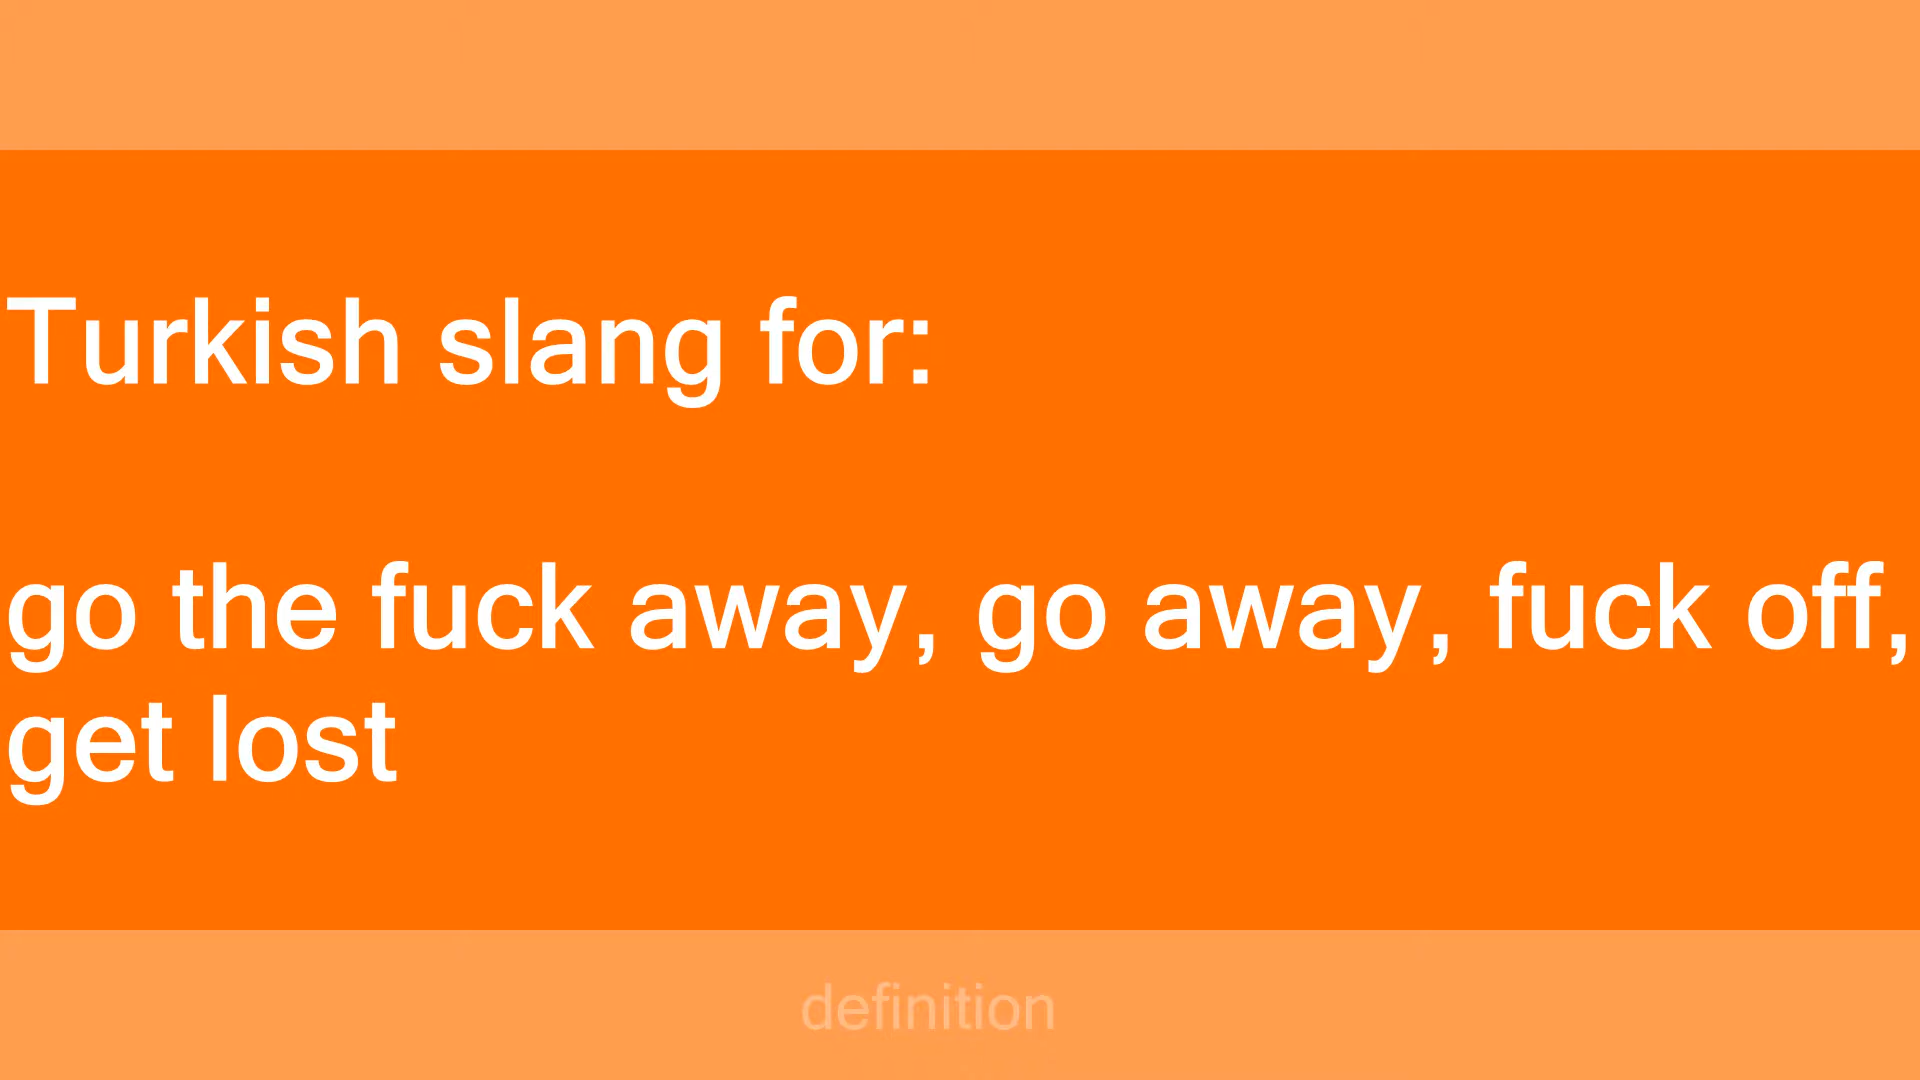 Turkish slang for:
go the fuck away, go away, fuck off,
get lost
definition